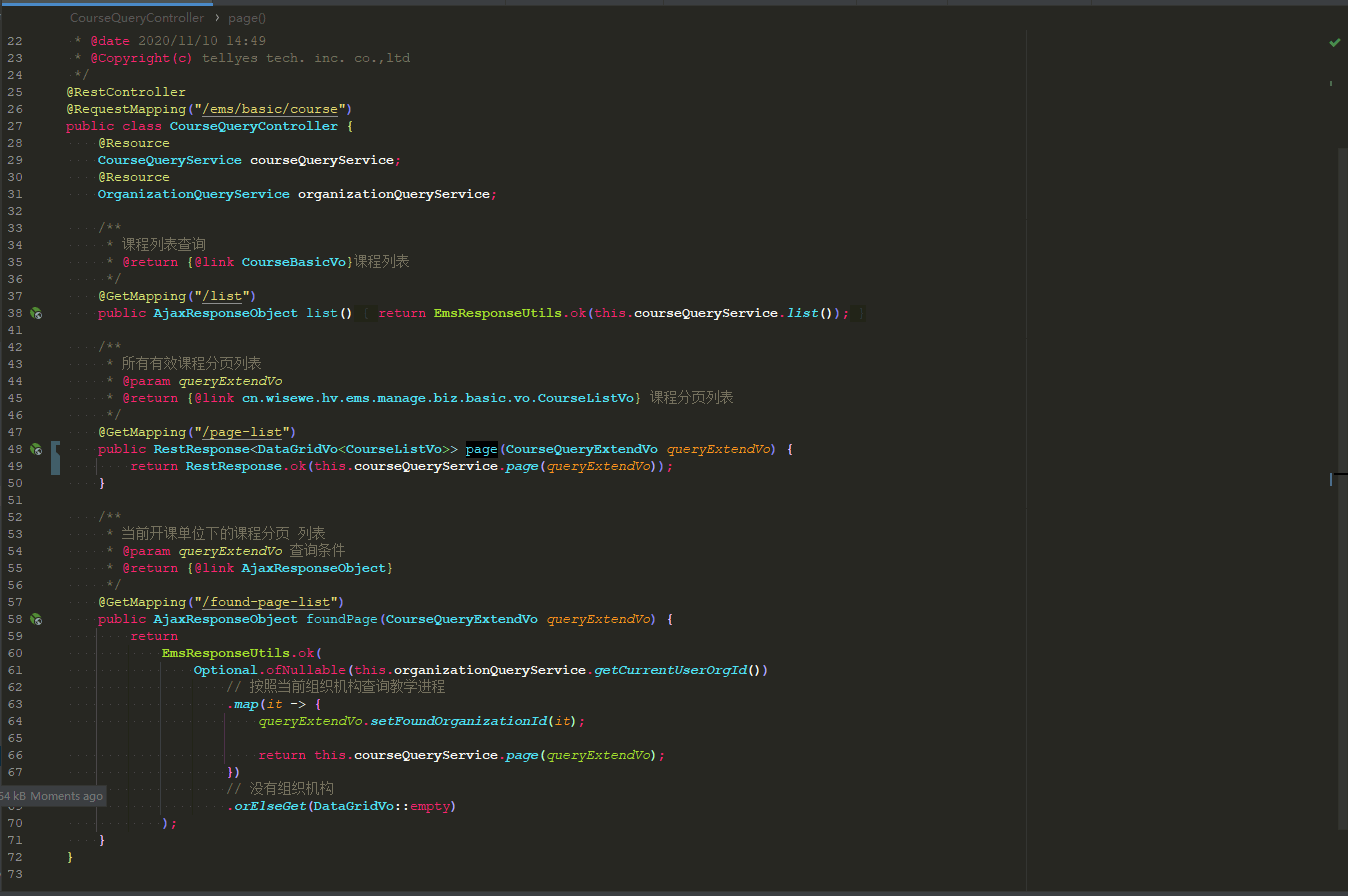 CourseQueryController › page()
22 * @date 2020/11/10 14:49
23 * @Copyright(c) tellyes tech. inc. co.,ltd
24 */
25 @RestController
26 @RequestMapping("/ems/basic/course")
27 public class CourseQueryController {
28 @Resource
29 CourseQueryService courseQueryService;
30 @Resource
31 OrganizationQueryService organizationQueryService;
32
33 /**
34 * 课程列表查询
35 * @return {@link CourseBasicVo}课程列表
36 */
37 @GetMapping("/list")
38 public AjaxResponseObject list() { return EmsResponseUtils.ok(this.courseQueryService.list()); }
41
42 /**
43 * 所有有效课程分页列表
44 * @param queryExtendVo
45 * @return {@link cn.wisewe.hv.ems.manage.biz.basic.vo.CourseListVo} 课程分页列表
46 */
47 @GetMapping("/page-list")
48 public RestResponse<DataGridVo<CourseListVo>> page(CourseQueryExtendVo queryExtendVo) {
49 return RestResponse.ok(this.courseQueryService.page(queryExtendVo));
50 }
51
52 /**
53 * 当前开课单位下的课程分页 列表
54 * @param queryExtendVo 查询条件
55 * @return {@link AjaxResponseObject}
56 */
57 @GetMapping("/found-page-list")
58 public AjaxResponseObject foundPage(CourseQueryExtendVo queryExtendVo) {
59 return
60 EmsResponseUtils.ok(
61 Optional.ofNullable(this.organizationQueryService.getCurrentUserOrgId())
62 // 按照当前组织机构查询教学进程
63 .map(it -> {
64 queryExtendVo.setFoundOrganizationId(it);
65
66 return this.courseQueryService.page(queryExtendVo);
67 })
64 kB Moments ago // 没有组织机构
69 .orElseGet(DataGridVo::empty)
70 );
71 }
72 }
73